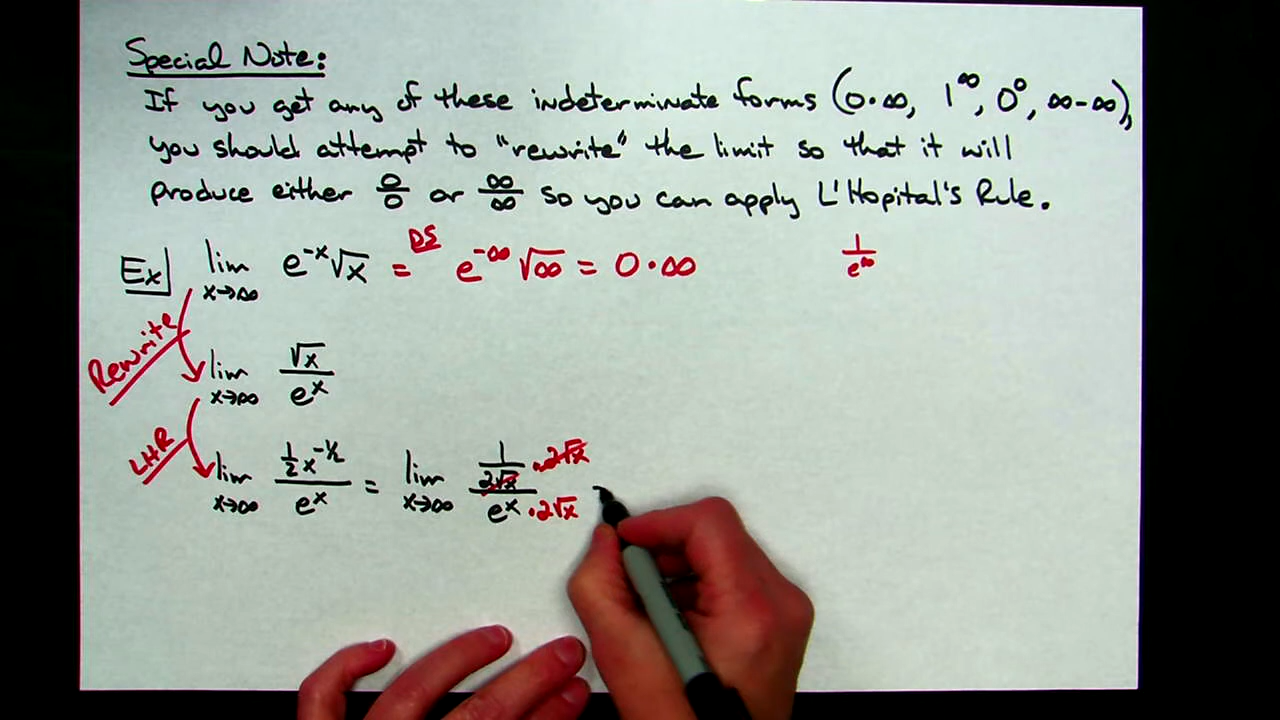 Special Note:
If you get any of these indeterminate forms (0·∞, 1^∞, 0^0, ∞-∞),
you should attempt to "rewrite" the limit so that it will
produce either 0/0 or ∞/∞ so you can apply L'Hopital's Rule.
Ex| lim x→∞ e^-x √x = DS e^-∞ √∞ = 0·∞ 1/e^∞
Rewrite
lim x→∞ √x/e^x
LHR
lim x→∞ (1/2 x^-1/2)/e^x = lim x→∞ (1/(2√x) ·2√x)/(e^x ·2√x)